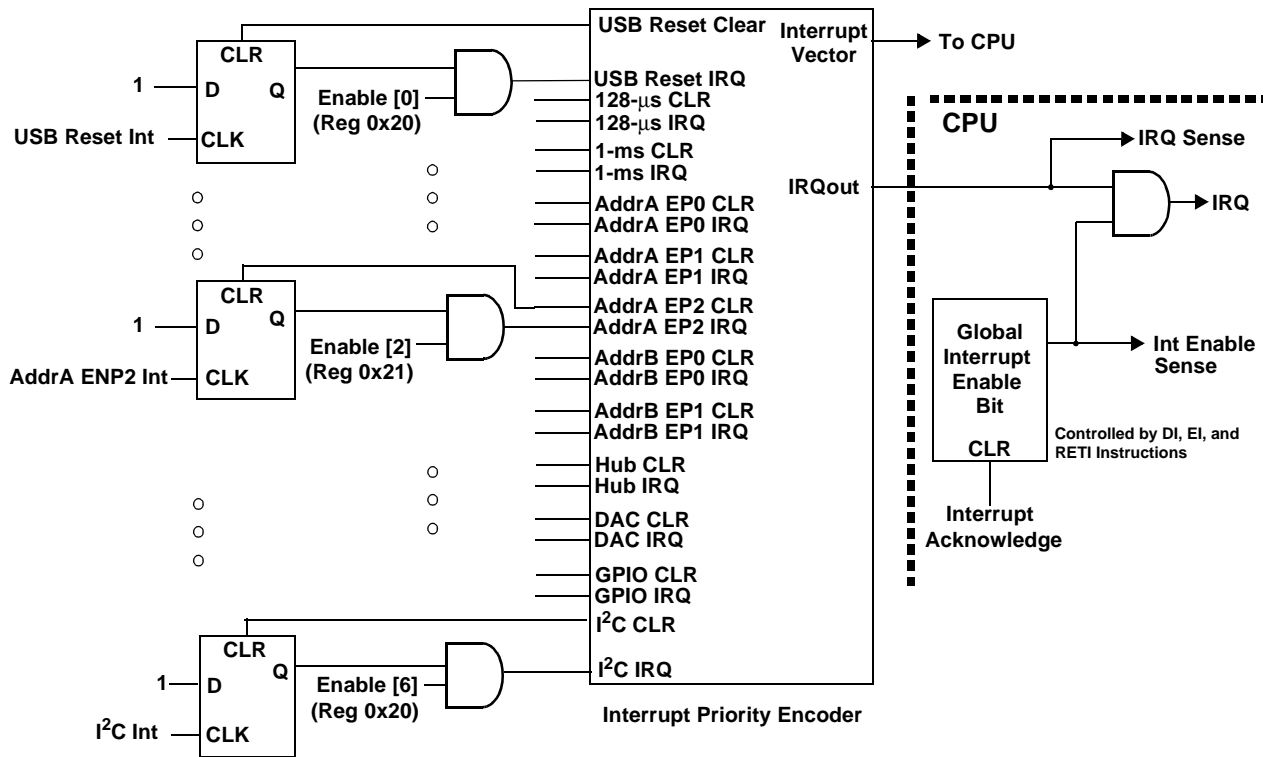 CLR
1
D
Q
USB Reset Int
CLK
Enable [0]
(Reg 0x20)
USB Reset Clear
Interrupt
Vector
To CPU
USB Reset IRQ
128-μs CLR
128-μs IRQ
1-ms CLR
1-ms IRQ
AddrA EP0 CLR
AddrA EP0 IRQ
AddrA EP1 CLR
AddrA EP1 IRQ
AddrA EP2 CLR
AddrA EP2 IRQ
AddrB EP0 CLR
AddrB EP0 IRQ
AddrB EP1 CLR
AddrB EP1 IRQ
Hub CLR
Hub IRQ
DAC CLR
DAC IRQ
GPIO CLR
GPIO IRQ
I²C CLR
I²C IRQ
IRQout
Interrupt Priority Encoder
CLR
1
D
Q
AddrA ENP2 Int
CLK
Enable [2]
(Reg 0x21)
CLR
1
D
Q
I²C Int
CLK
Enable [6]
(Reg 0x20)
CPU
IRQ Sense
IRQ
Global
Interrupt
Enable
Bit
CLR
Int Enable
Sense
Controlled by DI, EI, and
RETI Instructions
Interrupt
Acknowledge